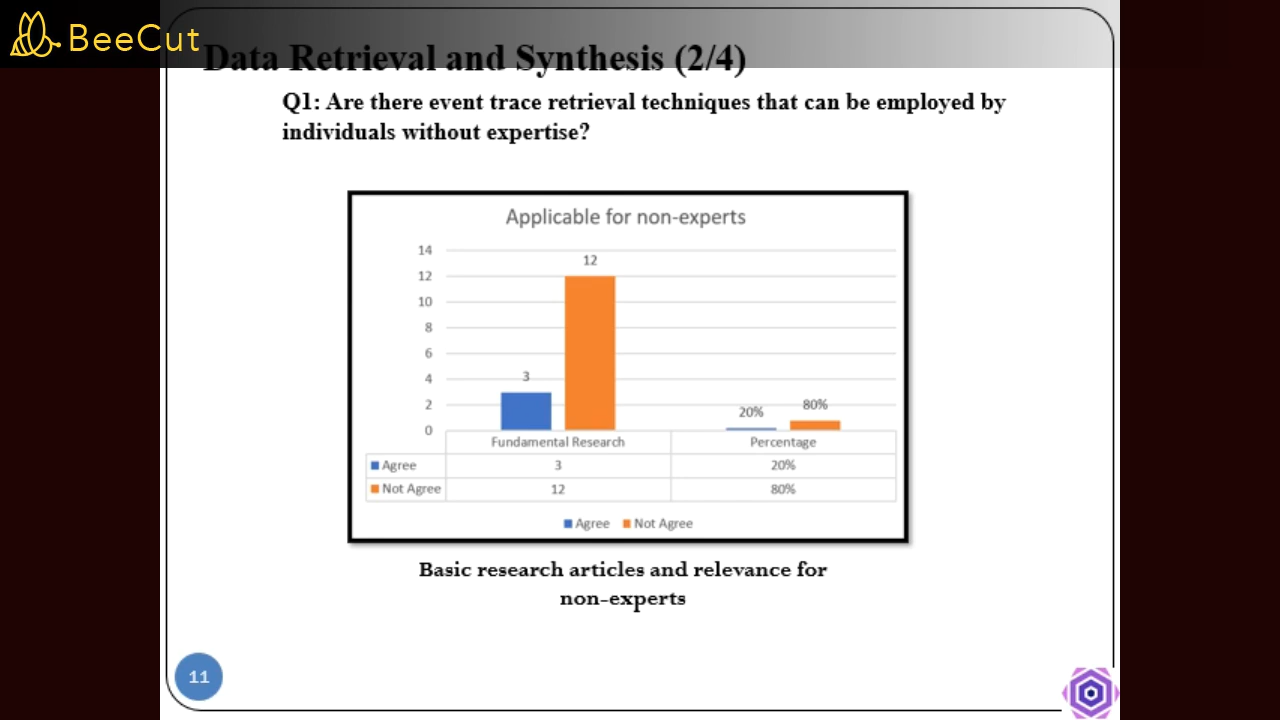 BeeCut
Data Retrieval and Synthesis (2/4)
Q1: Are there event trace retrieval techniques that can be employed by
individuals without expertise?
Applicable for non-experts
14
12
10
8
6
4
2
0
3
12
20%
80%
Fundamental Research Percentage
Agree 3 20%
Not Agree 12 80%
Agree Not Agree
Basic research articles and relevance for
non-experts
11